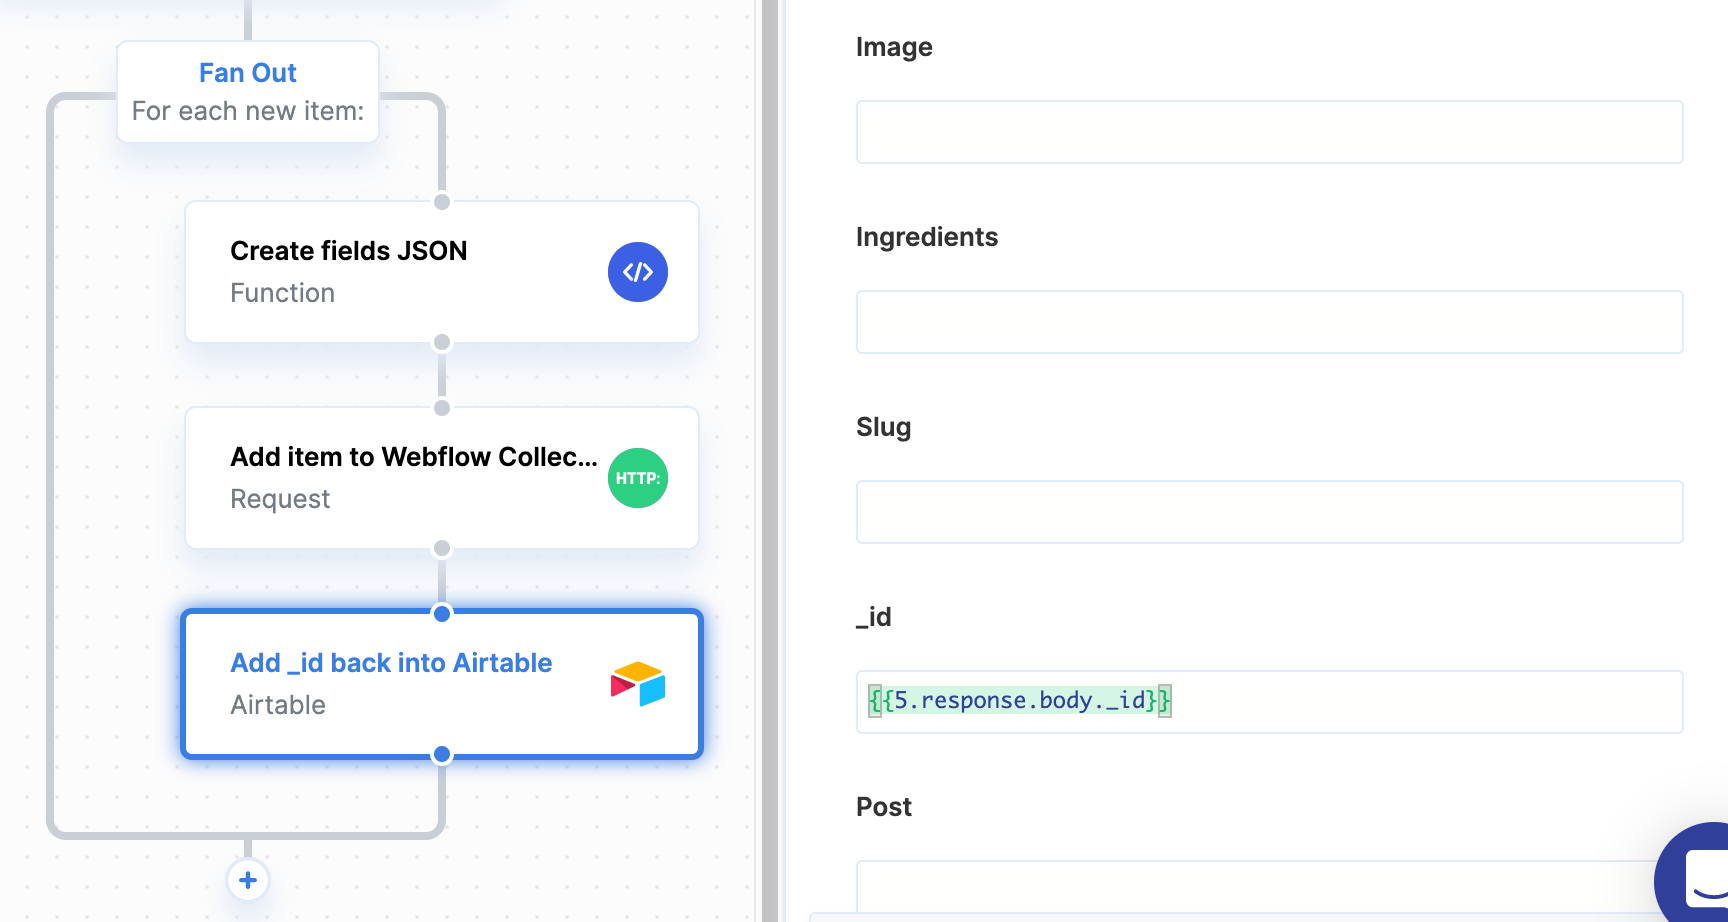 Fan Out
For each new item:
Create fields JSON
Function
</>
Add item to Webflow Collec...
Request
HTTP:
Add _id back into Airtable
Airtable
+
Image
Ingredients
Slug
_id
{{5.response.body._id}}
Post